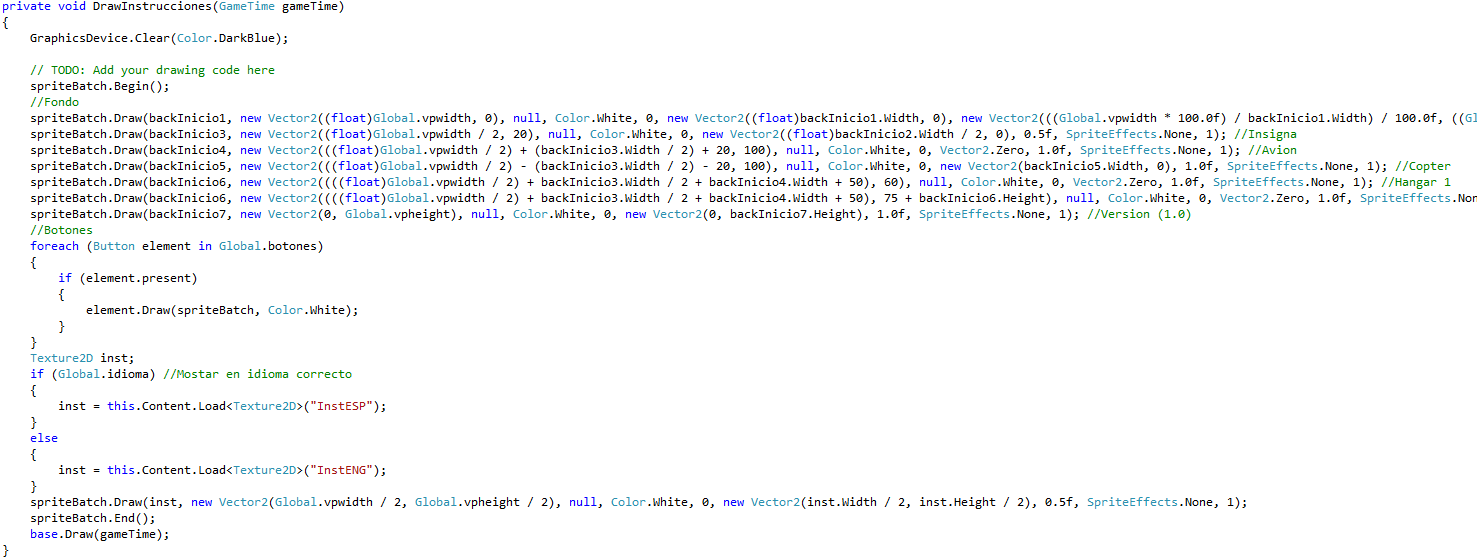 private void DrawInstrucciones(GameTime gameTime)
{
    GraphicsDevice.Clear(Color.DarkBlue);

    // TODO: Add your drawing code here
    spriteBatch.Begin();
    //Fondo
    spriteBatch.Draw(backInicio1, new Vector2((float)Global.vpwidth, 0), null, Color.White, 0, new Vector2((float)backInicio1.Width, 0), new Vector2(((Global.vpwidth * 100.0f) / backInicio1.Width) / 100.0f, ((Gl
    spriteBatch.Draw(backInicio3, new Vector2((float)Global.vpwidth / 2, 20), null, Color.White, 0, new Vector2((float)backInicio2.Width / 2, 0), 0.5f, SpriteEffects.None, 1); //Insigna
    spriteBatch.Draw(backInicio4, new Vector2(((float)Global.vpwidth / 2) + (backInicio3.Width / 2) + 20, 100), null, Color.White, 0, Vector2.Zero, 1.0f, SpriteEffects.None, 1); //Avion
    spriteBatch.Draw(backInicio5, new Vector2(((float)Global.vpwidth / 2) - (backInicio3.Width / 2) - 20, 100), null, Color.White, 0, new Vector2(backInicio5.Width, 0), 1.0f, SpriteEffects.None, 1); //Copter
    spriteBatch.Draw(backInicio6, new Vector2((((float)Global.vpwidth / 2) + backInicio3.Width / 2 + backInicio4.Width + 50), 60), null, Color.White, 0, Vector2.Zero, 1.0f, SpriteEffects.None, 1); //Hangar 1
    spriteBatch.Draw(backInicio6, new Vector2((((float)Global.vpwidth / 2) + backInicio3.Width / 2 + backInicio4.Width + 50), 75 + backInicio6.Height), null, Color.White, 0, Vector2.Zero, 1.0f, SpriteEffects.Non
    spriteBatch.Draw(backInicio7, new Vector2(0, Global.vpheight), null, Color.White, 0, new Vector2(0, backInicio7.Height), 1.0f, SpriteEffects.None, 1); //Version (1.0)
    //Botones
    foreach (Button element in Global.botones)
    {
        if (element.present)
        {
            element.Draw(spriteBatch, Color.White);
        }
    }
    Texture2D inst;
    if (Global.idioma) //Mostar en idioma correcto
    {
        inst = this.Content.Load<Texture2D>("InstESP");
    }
    else
    {
        inst = this.Content.Load<Texture2D>("InstENG");
    }
    spriteBatch.Draw(inst, new Vector2(Global.vpwidth / 2, Global.vpheight / 2), null, Color.White, 0, new Vector2(inst.Width / 2, inst.Height / 2), 0.5f, SpriteEffects.None, 1);
    spriteBatch.End();
    base.Draw(gameTime);
}